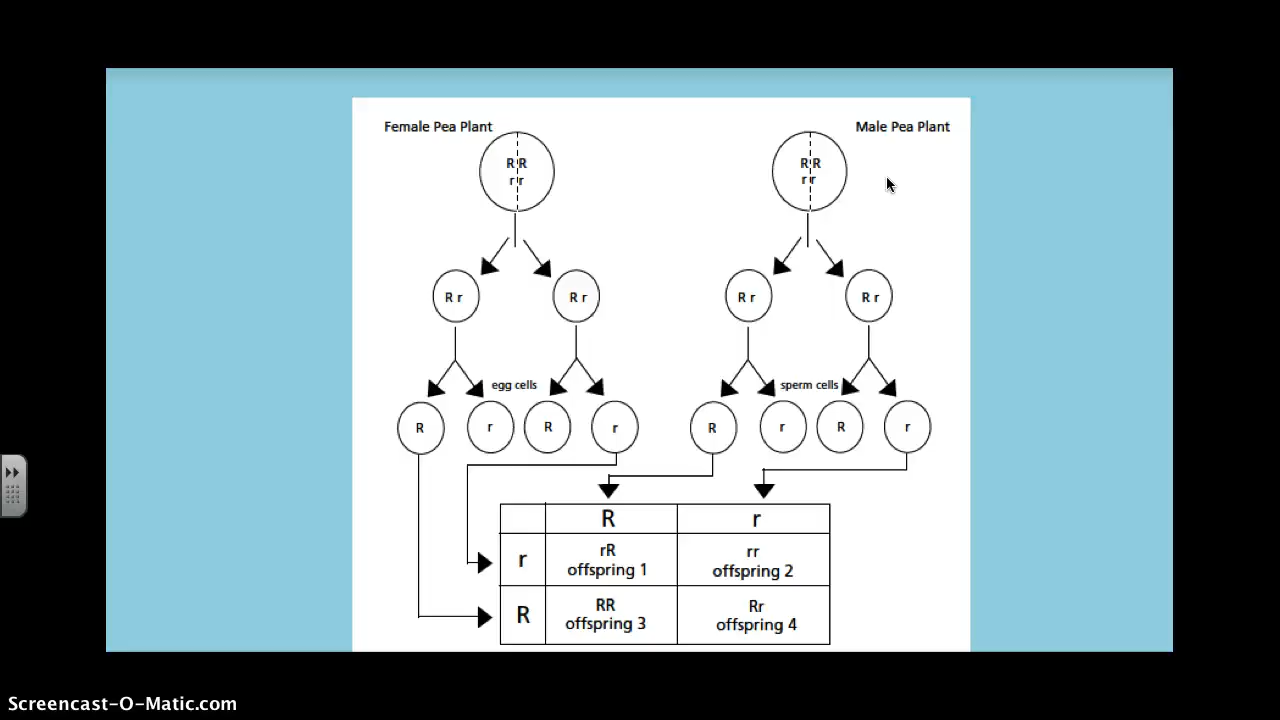 Female Pea Plant
Male Pea Plant
R R
r r
R R
r r
R r
R r
R r
R r
egg cells
sperm cells
R
r
R
r
R
r
R
r
R
r
r
rR
offspring 1
rr
offspring 2
R
RR
offspring 3
Rr
offspring 4
Screencast-O-Matic.com